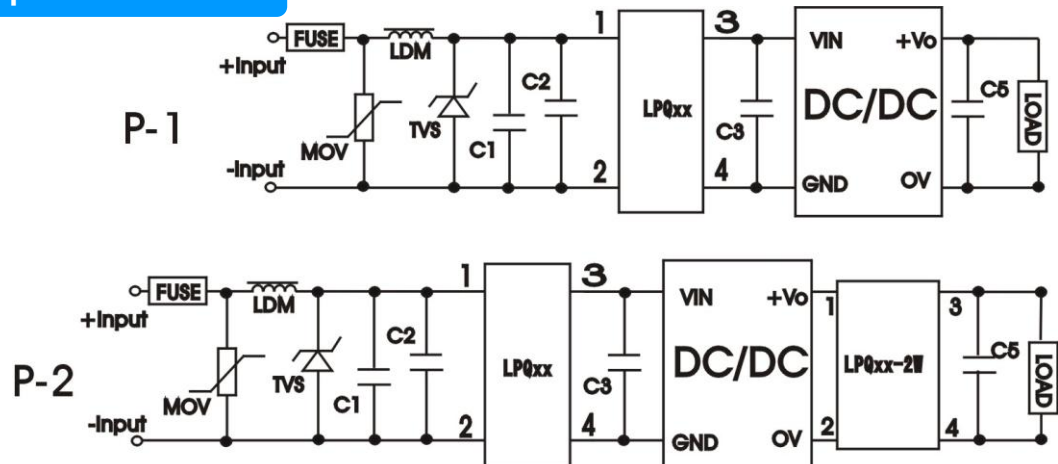 1 3
FUSE LDM VIN +Vo
+Input C2 C5
P-1 MOV TVS C1 LPQxx C3 DC/DC LOAD
-Input 2 4 GND OV
1 3
FUSE LDM VIN +Vo 1 3
+Input C2 C5
P-2 MOV TVS C1 LPQxx C3 DC/DC LPQxx-2W LOAD
-Input 2 4 GND OV 2 4